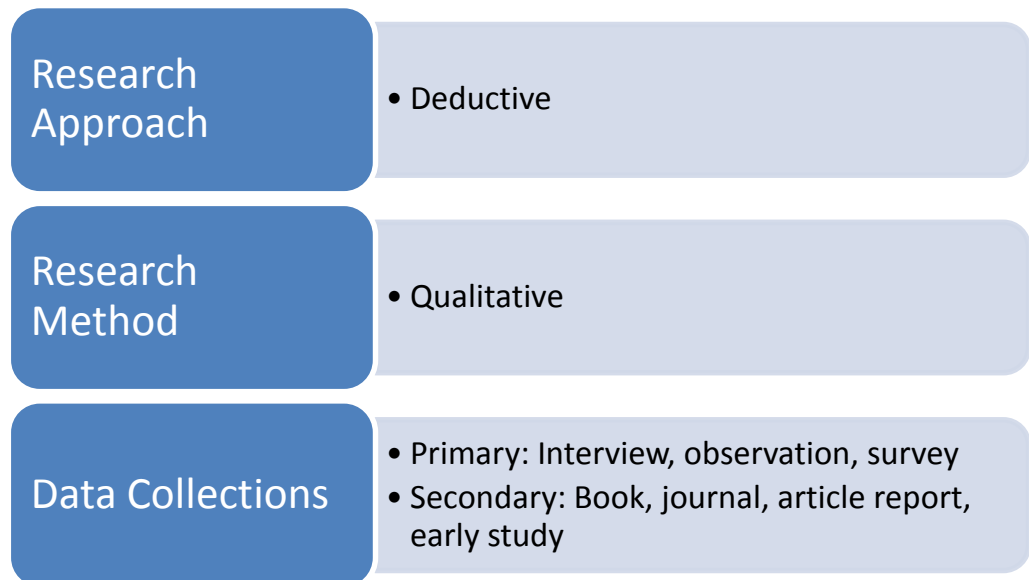 Research
Approach
• Deductive
Research
Method
• Qualitative
Data Collections
• Primary: Interview, observation, survey
• Secondary: Book, journal, article report,
early study